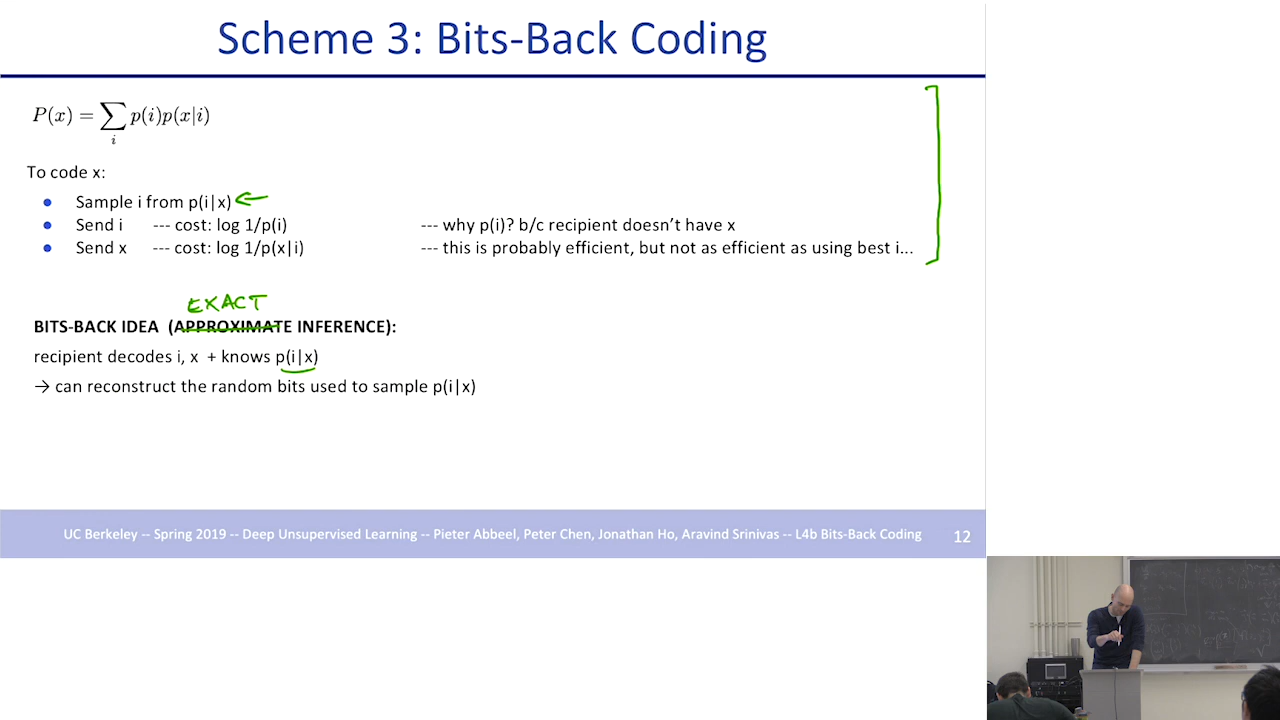 Scheme 3: Bits-Back Coding
P(x) = ∑_i p(i)p(x|i)
To code x:
● Sample i from p(i|x) ←
● Send i --- cost: log 1/p(i) --- why p(i)? b/c recipient doesn't have x
● Send x --- cost: log 1/p(x|i) --- this is probably efficient, but not as efficient as using best i...
EXACT
BITS-BACK IDEA (APPROXIMATE INFERENCE):
recipient decodes i, x + knows p(i|x)
→ can reconstruct the random bits used to sample p(i|x)
UC Berkeley -- Spring 2019 -- Deep Unsupervised Learning -- Pieter Abbeel, Peter Chen, Jonathan Ho, Aravind Srinivas -- L4b Bits-Back Coding 12